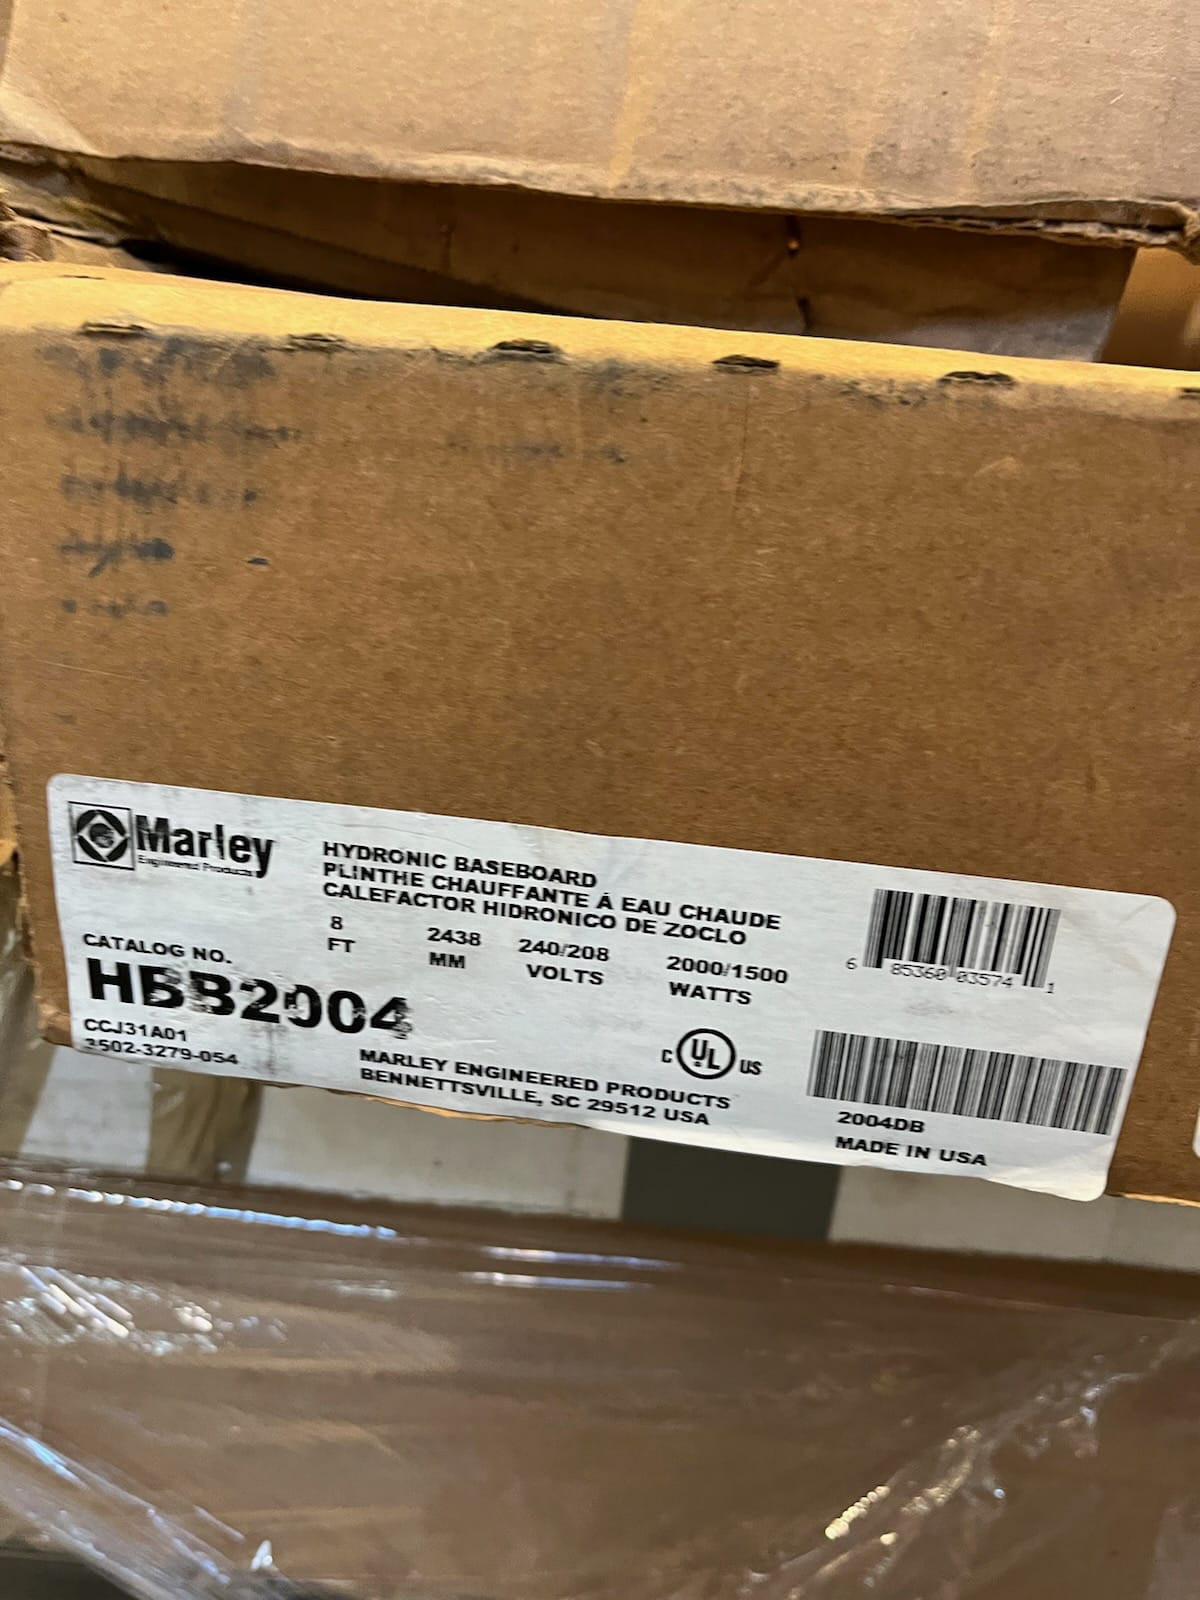 Marley
Engineered Products
HYDRONIC BASEBOARD
PLINTHE CHAUFFANTE À EAU CHAUDE
CALEFACTOR HIDRONICO DE ZOCLO
8 2438 240/208 2000/1500
FT MM VOLTS WATTS
CATALOG NO.
HBB2004
CCJ31A01
3502-3279-054
MARLEY ENGINEERED PRODUCTS
BENNETTSVILLE, SC 29512 USA
C UL US
6 85360 03574 1
2004DB
MADE IN USA